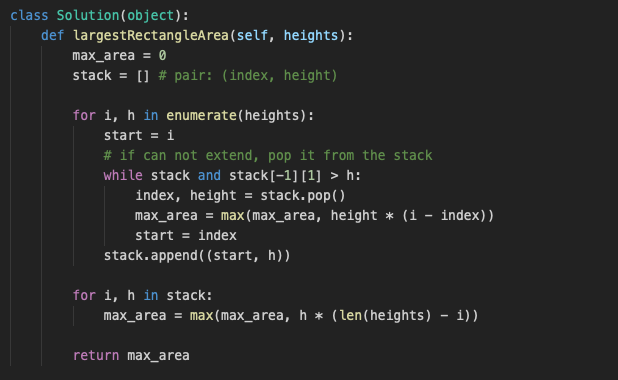 class Solution(object):
    def largestRectangleArea(self, heights):
        max_area = 0
        stack = [] # pair: (index, height)

        for i, h in enumerate(heights):
            start = i
            # if can not extend, pop it from the stack
            while stack and stack[-1][1] > h:
                index, height = stack.pop()
                max_area = max(max_area, height * (i - index))
                start = index
            stack.append((start, h))

        for i, h in stack:
            max_area = max(max_area, h * (len(heights) - i))

        return max_area